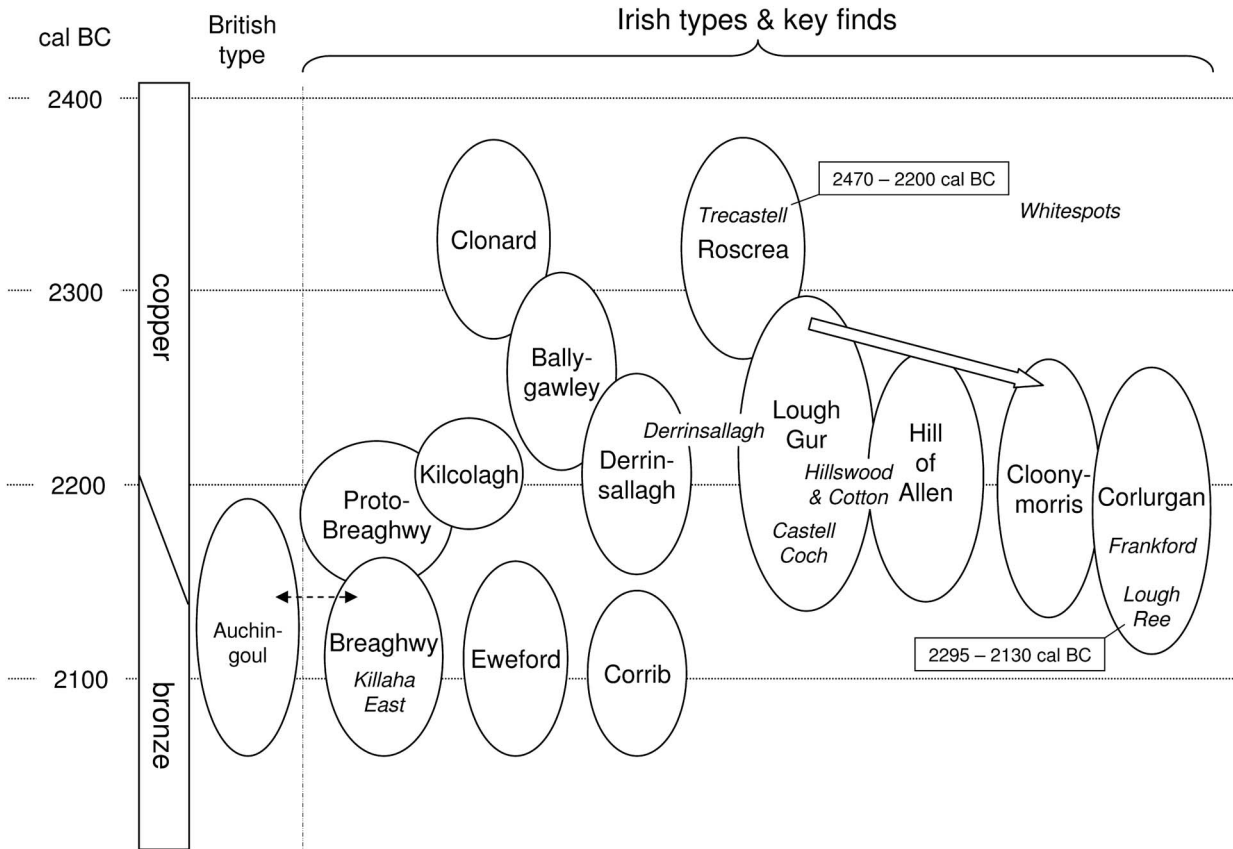 cal BC
British
type
Irish types & key finds
2400
2300
2200
2100
copper
bronze
Clonard
Trecastell
Roscrea
2470 – 2200 cal BC
Whitespots
Bally-
gawley
Kilcolagh
Proto-
Breaghwy
Derrin-
sallagh
Derrinsallagh
Lough
Gur
Hillswood
& Cotton
Castell
Coch
Hill
of
Allen
Cloony-
morris
Corlurgan
Frankford
Lough
Ree
2295 – 2130 cal BC
Auchin-
goul
Breaghwy
Killaha
East
Eweford
Corrib